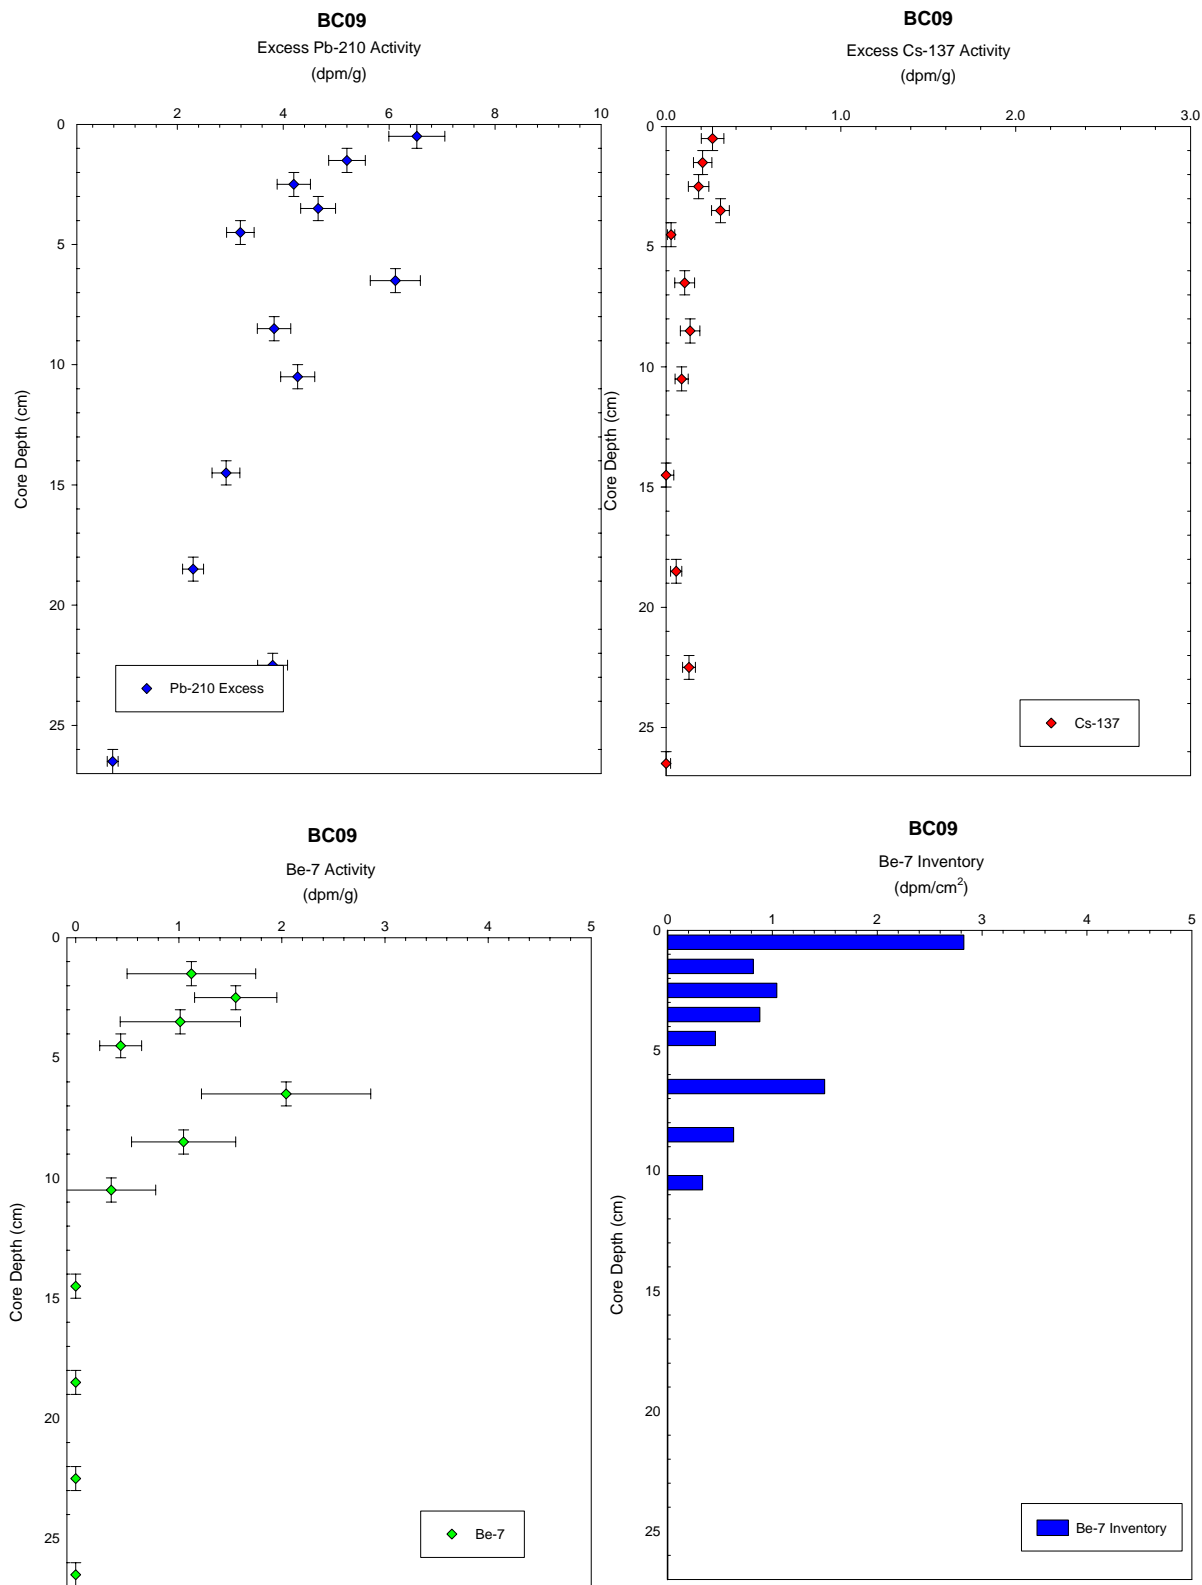 BC09
Excess Pb-210 Activity
(dpm/g)
2 4 6 8 10
0
5
10
15
20
25
Core Depth (cm)
Pb-210 Excess
BC09
Excess Cs-137 Activity
(dpm/g)
0.0 1.0 2.0 3.0
0
5
10
15
20
25
Core Depth (cm)
Cs-137
BC09
Be-7 Activity
(dpm/g)
0 1 2 3 4 5
0
5
10
15
20
25
Core Depth (cm)
Be-7
BC09
Be-7 Inventory
(dpm/cm²)
0 1 2 3 4 5
0
5
10
15
20
25
Core Depth (cm)
Be-7 Inventory